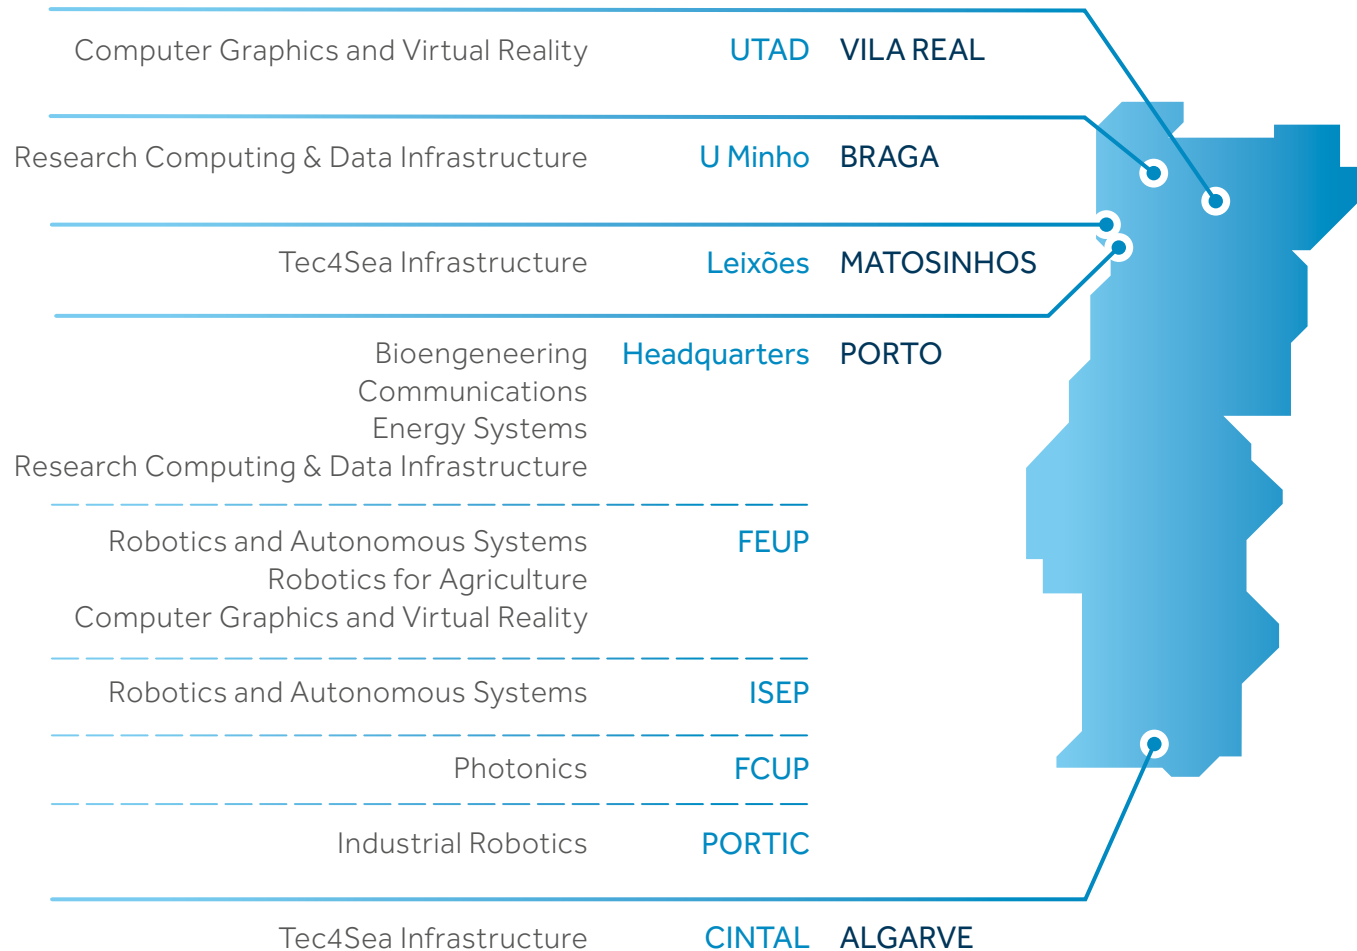 Computer Graphics and Virtual Reality UTAD VILA REAL
Research Computing & Data Infrastructure U Minho BRAGA
Tec4Sea Infrastructure Leixões MATOSINHOS
Bioengeneering Headquarters PORTO
Communications
Energy Systems
Research Computing & Data Infrastructure
Robotics and Autonomous Systems FEUP
Robotics for Agriculture
Computer Graphics and Virtual Reality
Robotics and Autonomous Systems ISEP
Photonics FCUP
Industrial Robotics PORTIC
Tec4Sea Infrastructure CINTAL ALGARVE